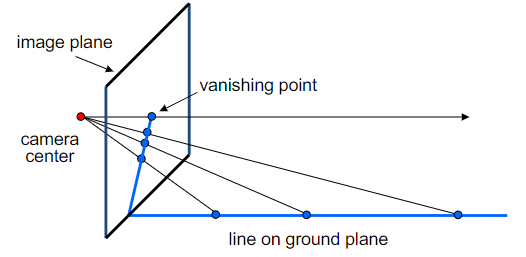 image plane
vanishing point
camera
center
line on ground plane